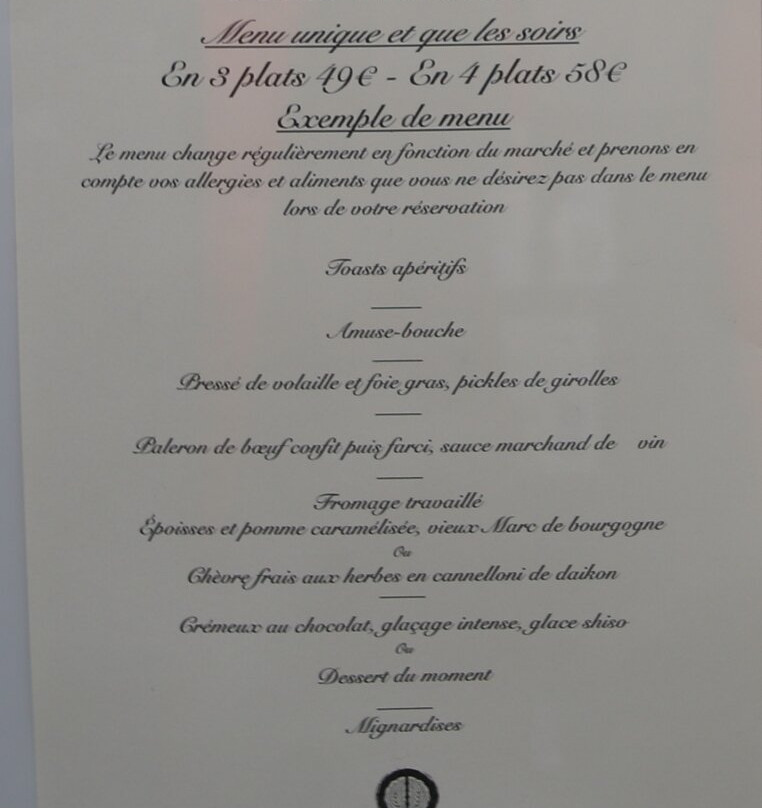 Menu unique et que les soirs
En 3 plats 49€ - En 4 plats 58€
Exemple de menu
Le menu change régulièrement en fonction du marché et prenons en
compte vos allergies et aliments que vous ne désirez pas dans le menu
lors de votre réservation
Toasts apéritifs
Amuse-bouche
Pressé de volaille et foie gras, pickles de girolles
Paleron de bœuf confit puis farci, sauce marchand de vin
Fromage travaillé
Époisses et pomme caramélisée, vieux Marc de bourgogne
Ou
Chèvre frais aux herbes en cannelloni de daikon
Crémeux au chocolat, glaçage intense, glace shiso
Ou
Dessert du moment
Mignardises